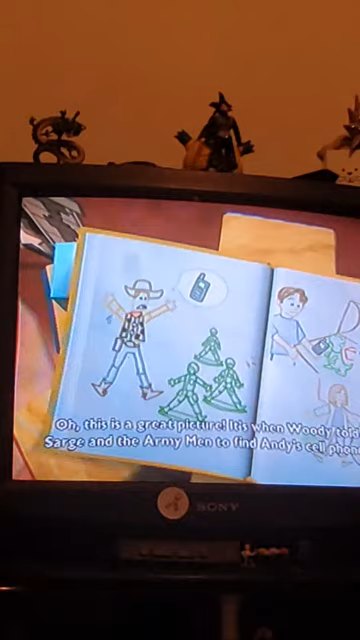 Oh, this is a great picture! It's when Woody told
Sarge and the Army Men to find Andy's cell phone
SONY